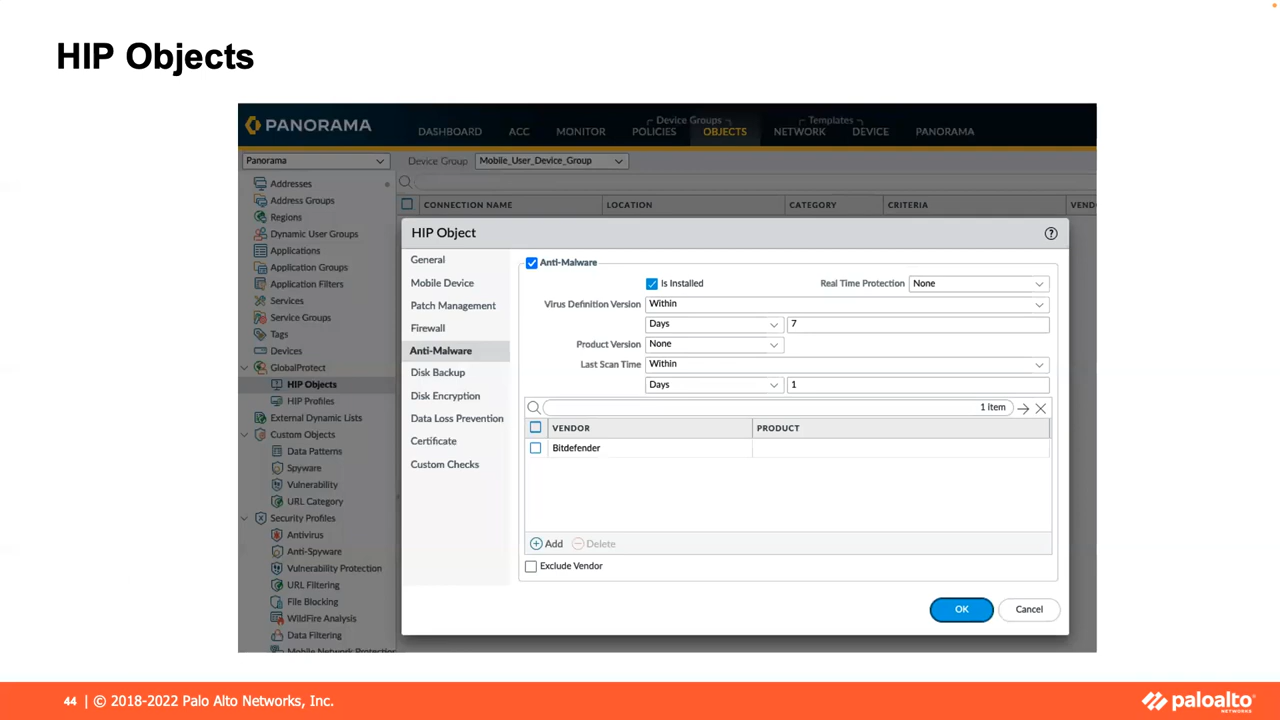 HIP Objects
PANORAMA
Device Groups
Templates
DASHBOARD ACC MONITOR POLICIES OBJECTS NETWORK DEVICE PANORAMA
Panorama
Device Group Mobile_User_Device_Group
Addresses
Address Groups
Regions
Dynamic User Groups
Applications
Application Groups
Application Filters
Services
Service Groups
Tags
Devices
GlobalProtect
HIP Objects
HIP Profiles
External Dynamic Lists
Custom Objects
Data Patterns
Spyware
Vulnerability
URL Category
Security Profiles
Antivirus
Anti-Spyware
Vulnerability Protection
URL Filtering
File Blocking
WildFire Analysis
Data Filtering
Mobile Network Protection
CONNECTION NAME LOCATION CATEGORY CRITERIA VEND
HIP Object
General
Mobile Device
Patch Management
Firewall
Anti-Malware
Disk Backup
Disk Encryption
Data Loss Prevention
Certificate
Custom Checks
Anti-Malware
Is Installed Real Time Protection None
Virus Definition Version Within
Days 7
Product Version None
Last Scan Time Within
Days 1
1 item
VENDOR PRODUCT
Bitdefender
Add Delete
Exclude Vendor
OK Cancel
44 | © 2018-2022 Palo Alto Networks, Inc.
paloalto
NETWORKS